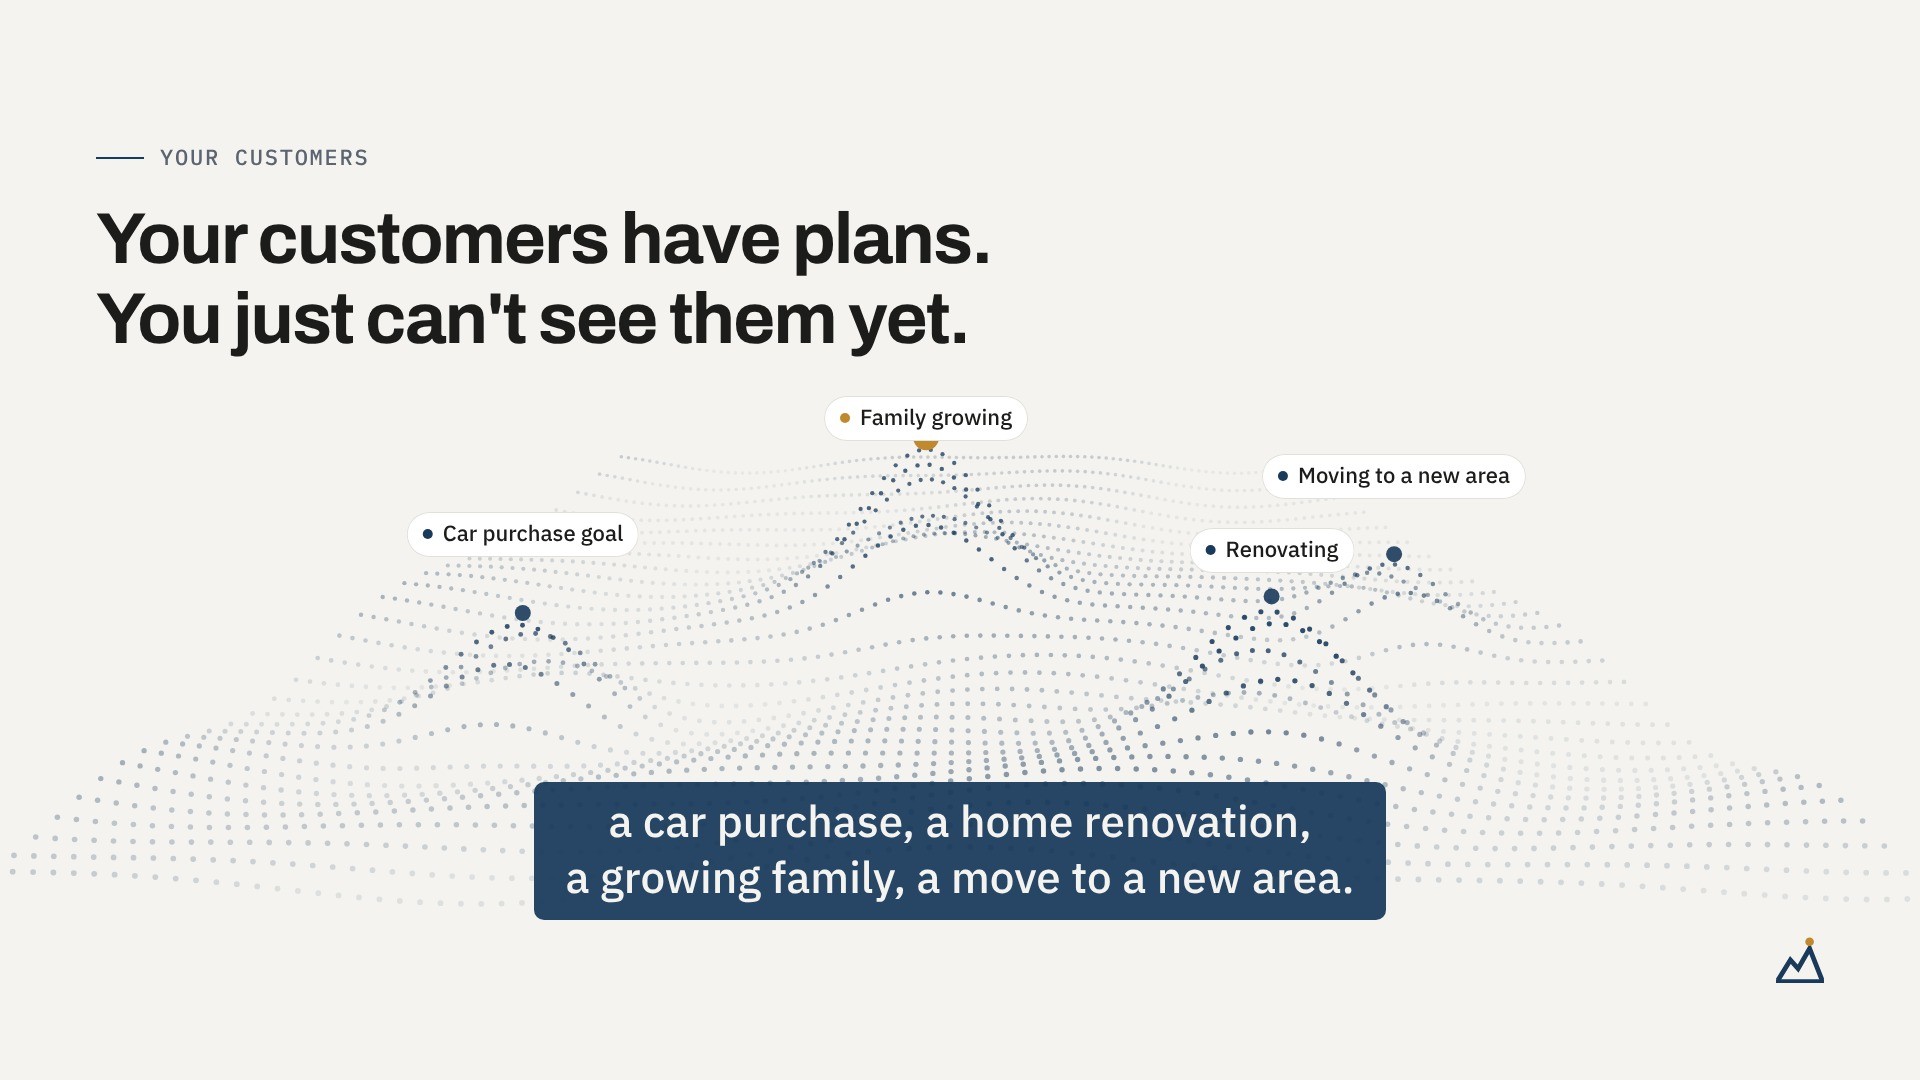 YOUR CUSTOMERS
Your customers have plans.
You just can't see them yet.
Family growing
Moving to a new area
Car purchase goal
Renovating
a car purchase, a home renovation,
a growing family, a move to a new area.